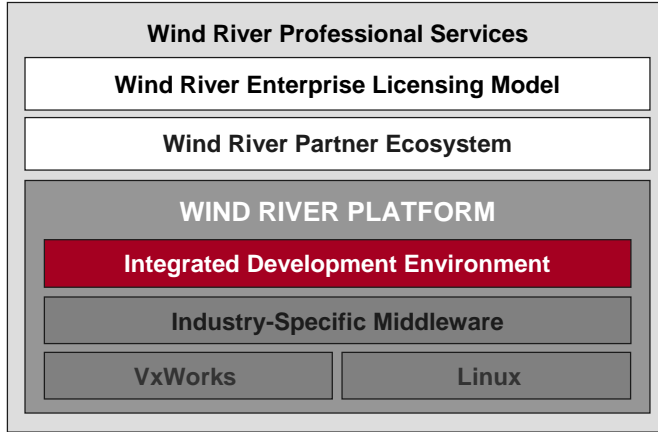 Wind River Professional Services
Wind River Enterprise Licensing Model
Wind River Partner Ecosystem
WIND RIVER PLATFORM
Integrated Development Environment
Industry-Specific Middleware
VxWorks
Linux